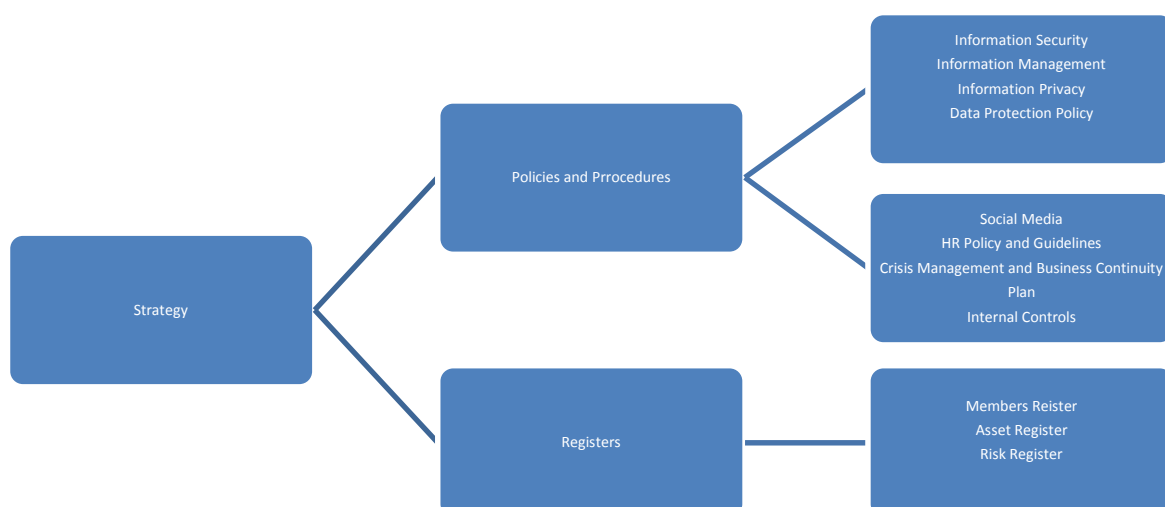 Strategy
Policies and Prrocedures
Information Security
Information Management
Information Privacy
Data Protection Policy
Social Media
HR Policy and Guidelines
Crisis Management and Business Continuity
Plan
Internal Controls
Registers
Members Reister
Asset Register
Risk Register